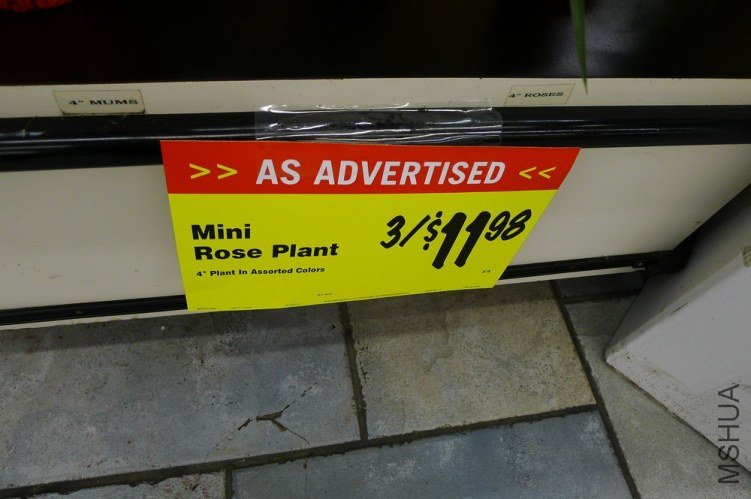 4" MUMS
4" ROSES
>> AS ADVERTISED <<
Mini
Rose Plant
4" Plant In Assorted Colors
3/$11.98
MSHUA